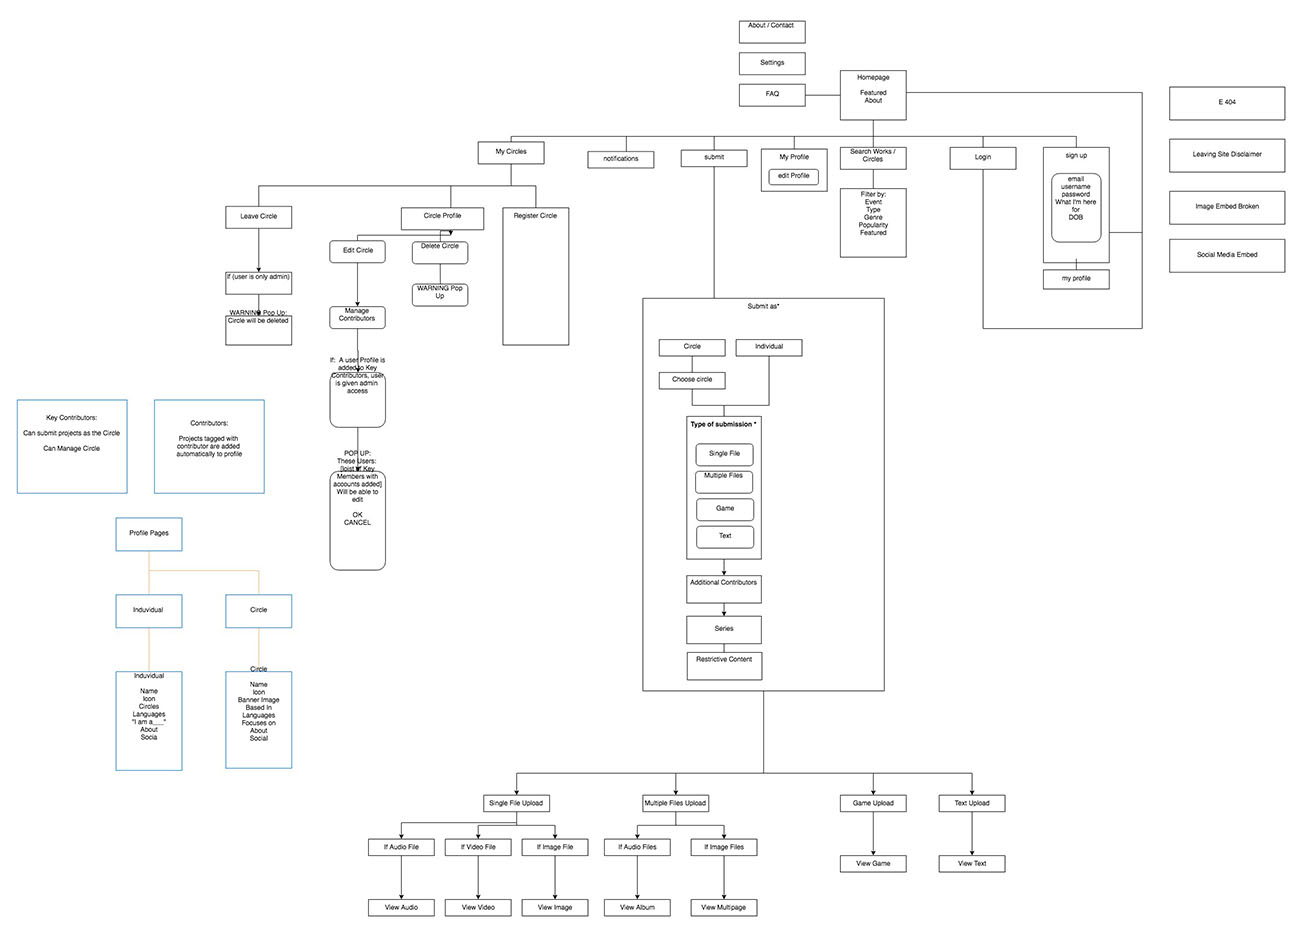 About / Contact
Settings
FAQ
Homepage
Featured
About
E 404
Leaving Site Disclaimer
Image Embed Broken
Social Media Embed
My Circles
notifications
submit
My Profile
edit Profile
Search Works /
Circles
Filter by:
Event
Type
Genre
Popularity
Featured
Login
sign up
email
username
password
What I'm here
for
DOB
my profile
Leave Circle
If (user is only admin)
WARNING Pop Up:
Circle will be deleted
Circle Profile
Edit Circle
Manage
Contributors
If: A user Profile is
added to Key
Contributors, user
is given admin
access
POP UP:
These Users:
Members with
accounts added]
Will be able to
edit
OK
CANCEL
Delete Circle
WARNING Pop
Up
Register Circle
Key Contributors:
Can submit projects as the Circle
Can Manage Circle
Contributors:
Projects tagged with
contributor are added
automatically to profile
Profile Pages
Induvidual
Circle
Induvidual
Name
Icon
Circles
Languages
"I am a___"
About
Socia
Circle
Name
Icon
Banner Image
Based In
Languages
Focuses on
About
Social
Submit as*
Circle
Individual
Choose circle
Type of submission *
Single File
Multiple Files
Game
Text
Additional Contributors
Series
Restrictive Content
Single File Upload
Multiple Files Upload
Game Upload
Text Upload
If Audio File
If Video File
If Image File
If Audio Files
If Image Files
View Game
View Text
View Audio
View Video
View Image
View Album
View Multipage